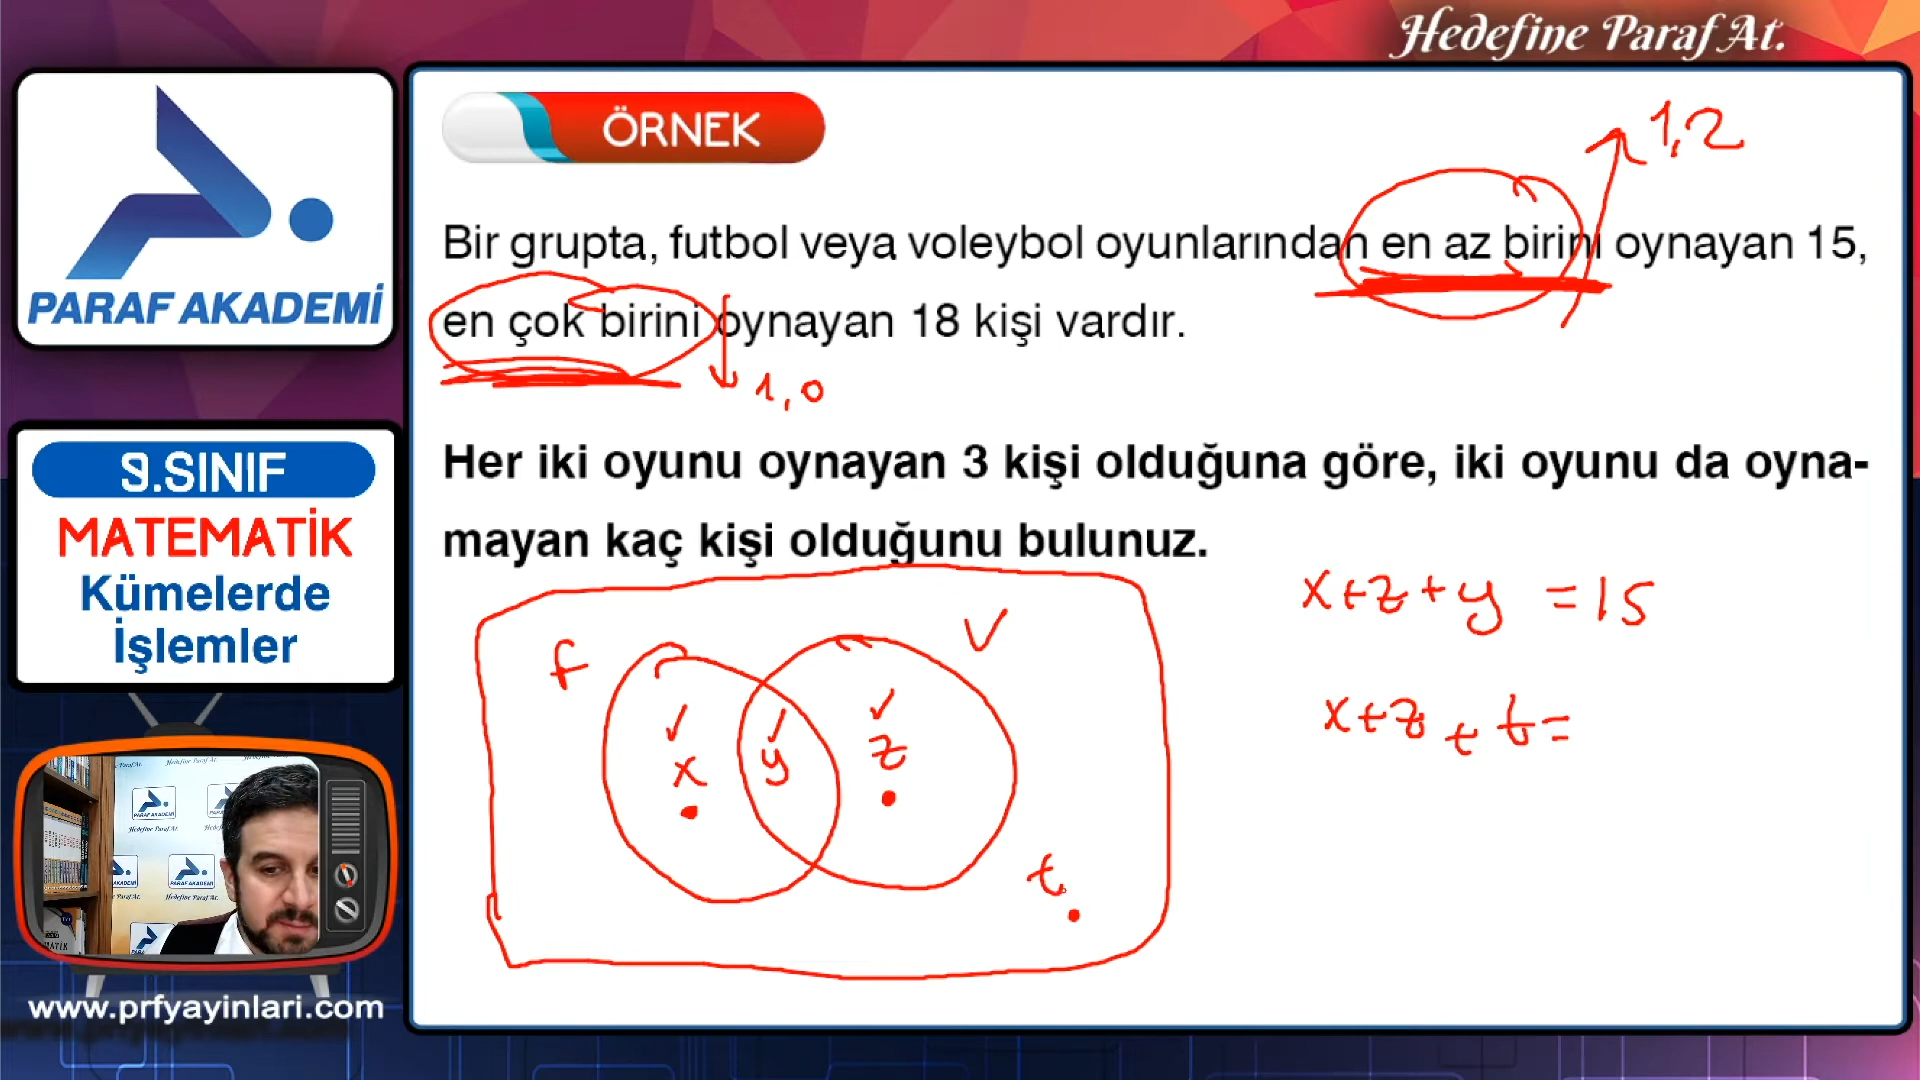 Hedefine Paraf At.
PARAF AKADEMİ
ÖRNEK
1,2
Bir grupta, futbol veya voleybol oyunlarından en az birini oynayan 15,
en çok birini oynayan 18 kişi vardır.
1,0
Her iki oyunu oynayan 3 kişi olduğuna göre, iki oyunu da oyna-
mayan kaç kişi olduğunu bulunuz.
9.SINIF
MATEMATİK
Kümelerde
İşlemler
x+z+y =15
x+z+t=
f
V
x
y
z
t
www.prfyayinlari.com